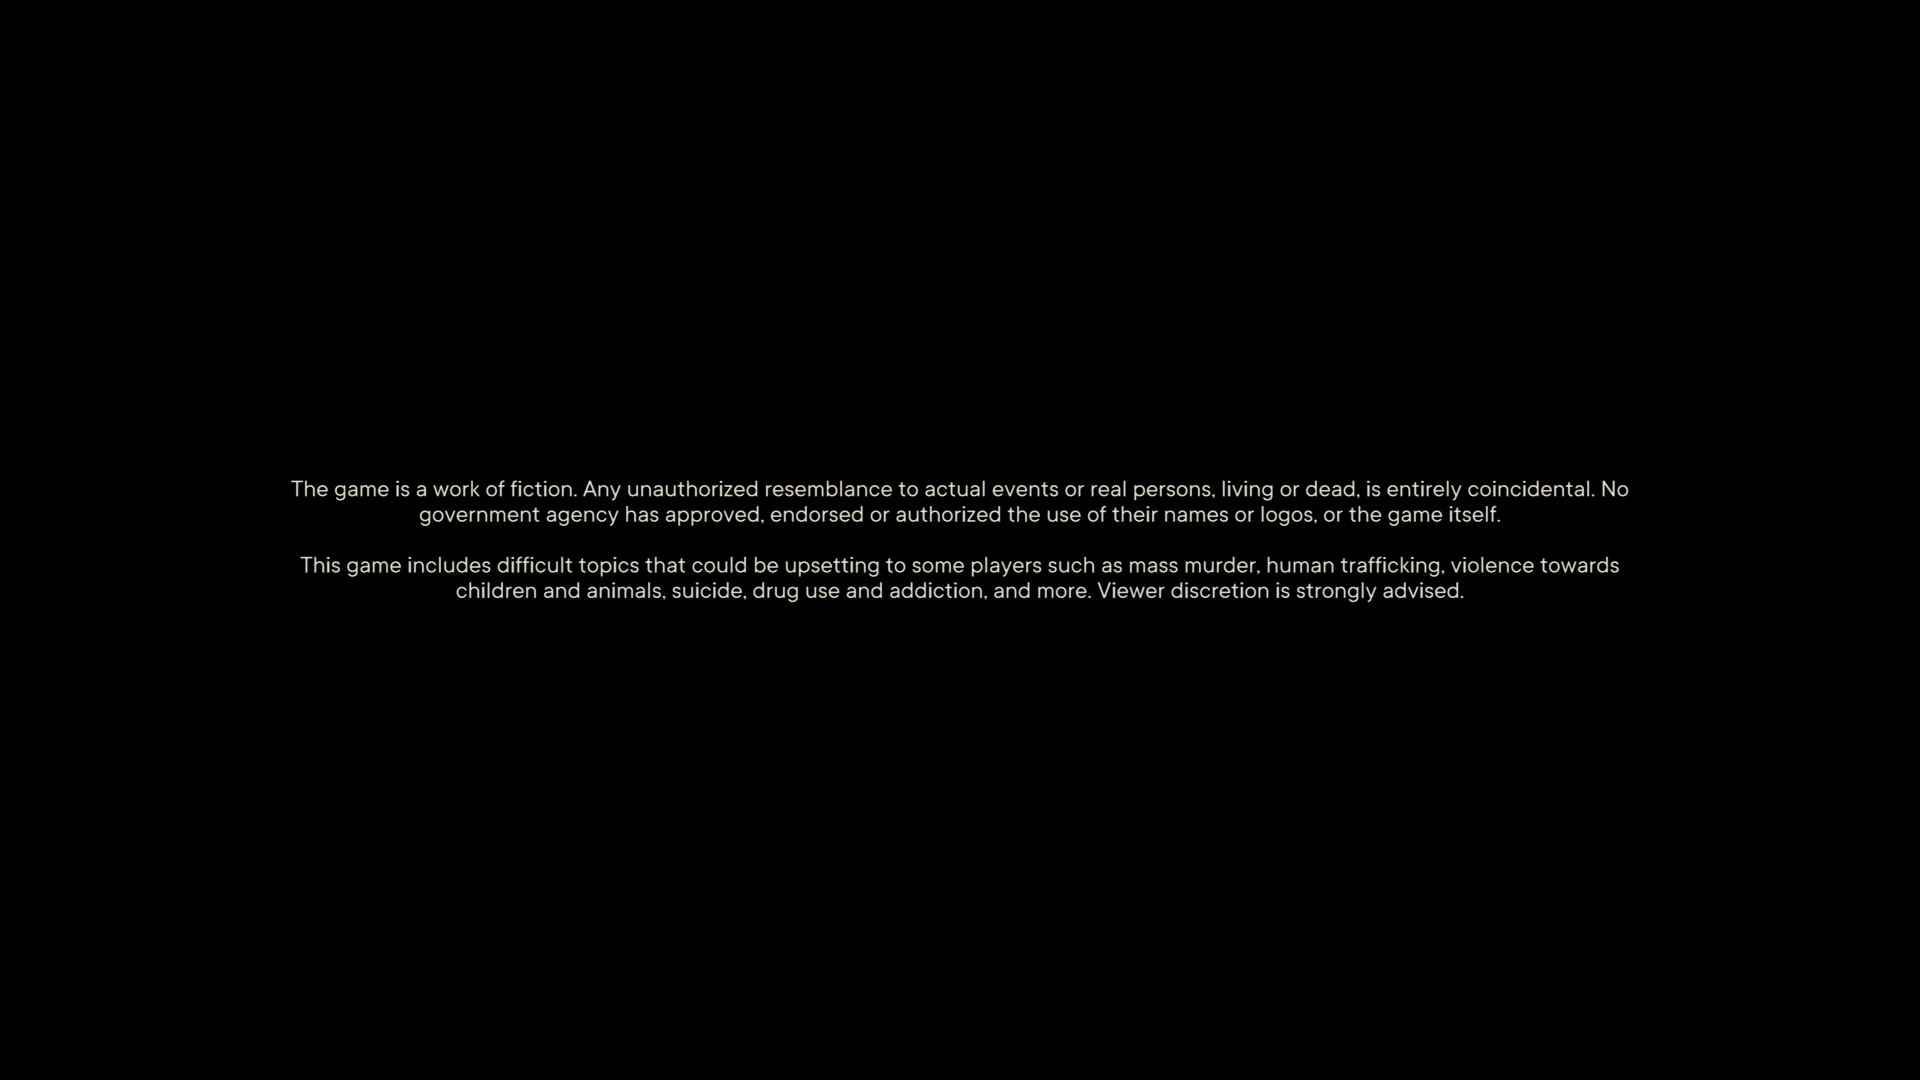 The game is a work of fiction. Any unauthorized resemblance to actual events or real persons, living or dead, is entirely coincidental. No
government agency has approved, endorsed or authorized the use of their names or logos, or the game itself.
This game includes difficult topics that could be upsetting to some players such as mass murder, human trafficking, violence towards
children and animals, suicide, drug use and addiction, and more. Viewer discretion is strongly advised.